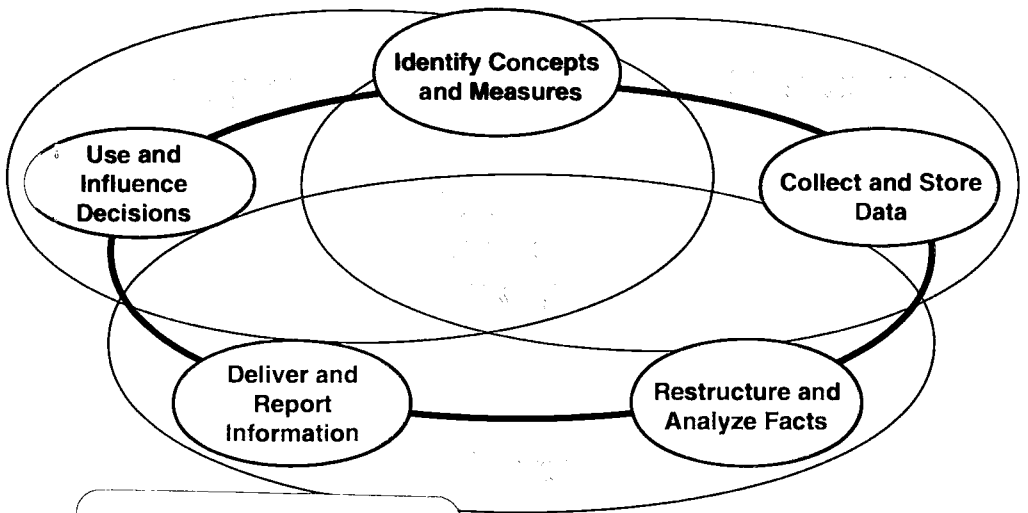 Identify Concepts
and Measures
Use and
Influence
Decisions
Collect and Store
Data
Deliver and
Report
Information
Restructure and
Analyze Facts